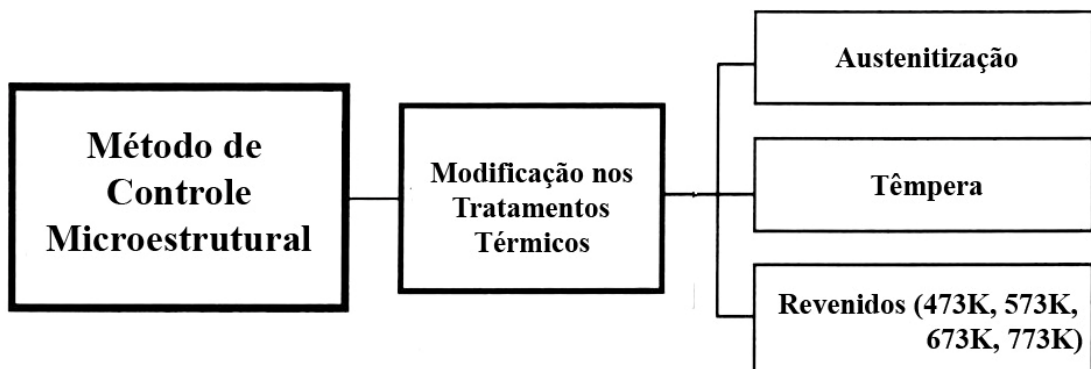 Método de
Controle
Microestrutural
Modificação nos
Tratamentos
Térmicos
Austenitização
Têmpera
Revenidos (473K, 573K,
673K, 773K)